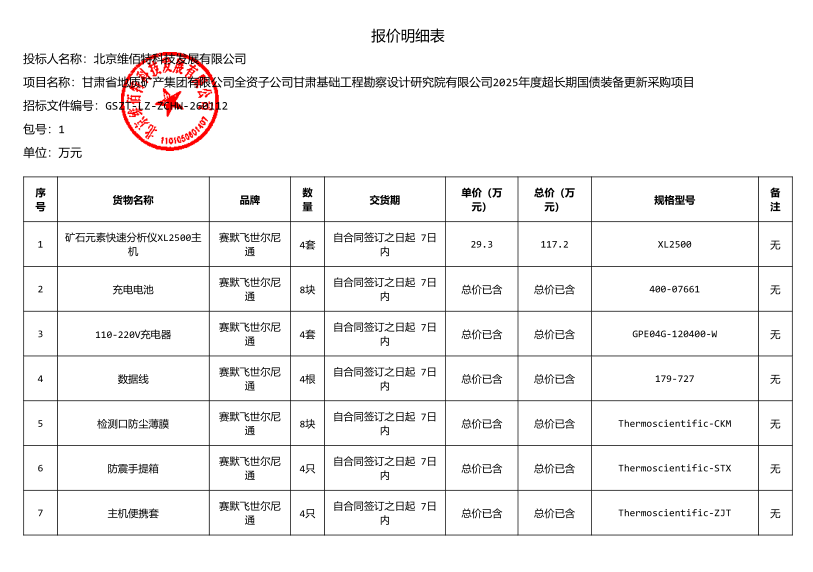 报价明细表
投标人名称：北京维佰特科技发展有限公司
项目名称：甘肃省地质矿产集团有限公司全资子公司甘肃基础工程勘察设计研究院有限公司2025年度超长期国债装备更新采购项目
招标文件编号：GSZT-LZ-ZCHW-260112
包号：1
单位：万元
北京维佰特科技发展有限公司
1101050601407
序号 货物名称 品牌 数量 交货期 单价（万元） 总价（万元） 规格型号 备注
1 矿石元素快速分析仪XL2500主机 赛默飞世尔尼通 4套 自合同签订之日起 7日内 29.3 117.2 XL2500 无
2 充电电池 赛默飞世尔尼通 8块 自合同签订之日起 7日内 总价已含 总价已含 400-07661 无
3 110-220V充电器 赛默飞世尔尼通 4套 自合同签订之日起 7日内 总价已含 总价已含 GPE04G-120400-W 无
4 数据线 赛默飞世尔尼通 4根 自合同签订之日起 7日内 总价已含 总价已含 179-727 无
5 检测口防尘薄膜 赛默飞世尔尼通 8块 自合同签订之日起 7日内 总价已含 总价已含 Thermoscientific-CKM 无
6 防震手提箱 赛默飞世尔尼通 4只 自合同签订之日起 7日内 总价已含 总价已含 Thermoscientific-STX 无
7 主机便携套 赛默飞世尔尼通 4只 自合同签订之日起 7日内 总价已含 总价已含 Thermoscientific-ZJT 无